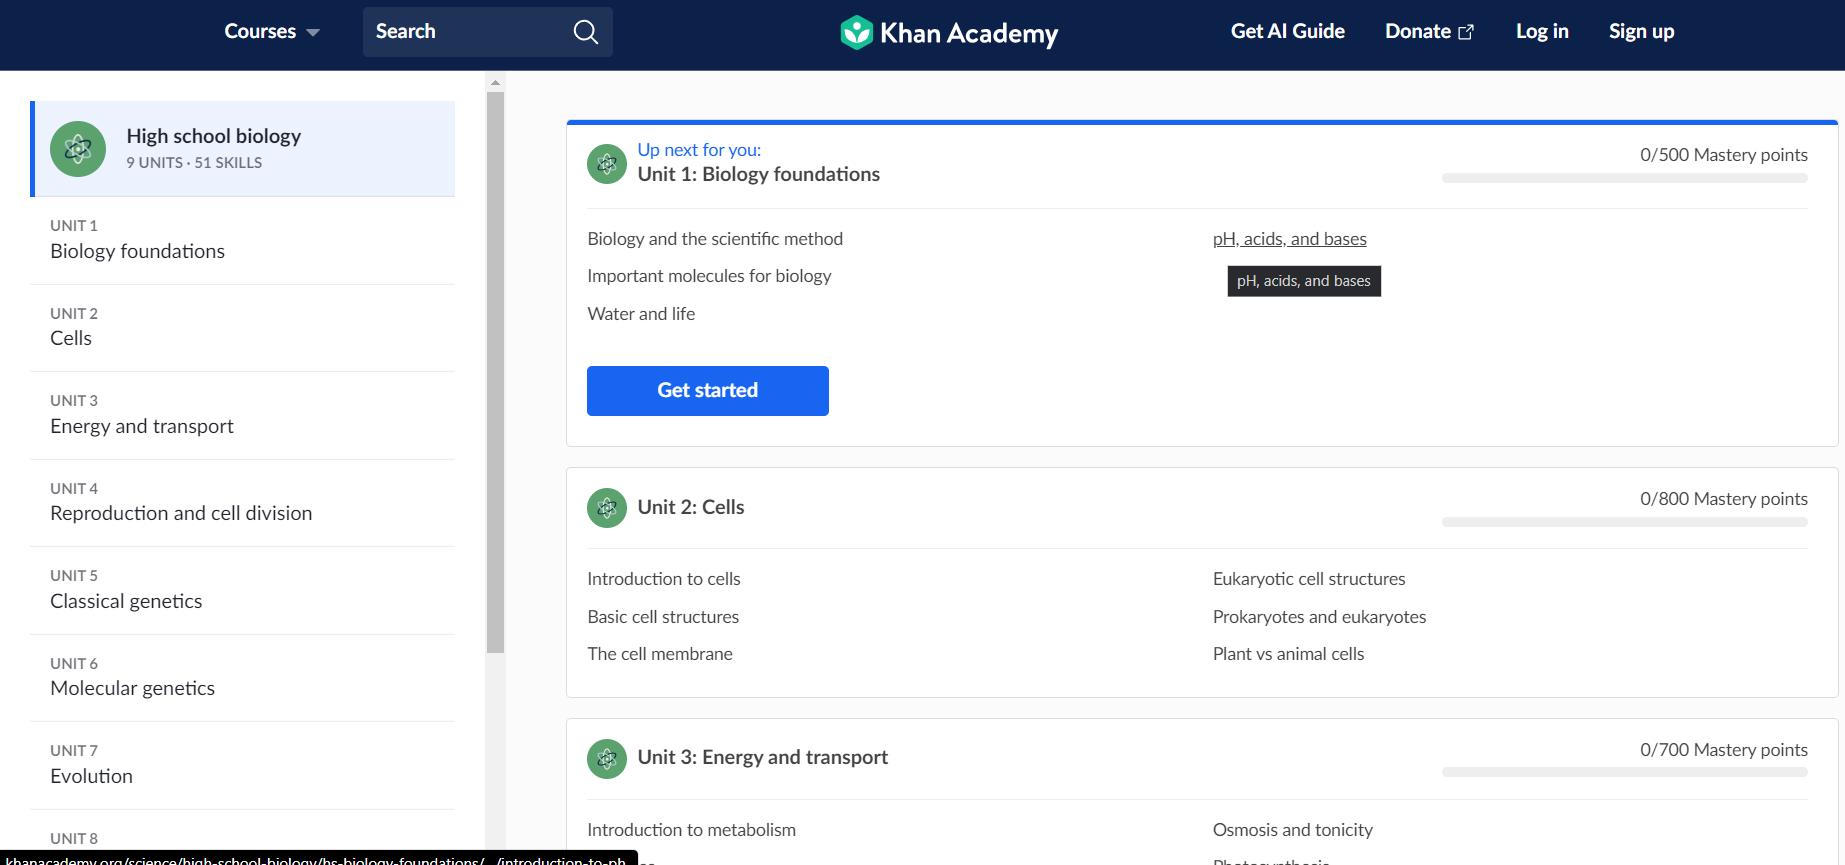 Courses
Search
Khan Academy
Get AI Guide
Donate
Log in
Sign up
High school biology
9 UNITS · 51 SKILLS
UNIT 1
Biology foundations
UNIT 2
Cells
UNIT 3
Energy and transport
UNIT 4
Reproduction and cell division
UNIT 5
Classical genetics
UNIT 6
Molecular genetics
UNIT 7
Evolution
UNIT 8
Up next for you:
Unit 1: Biology foundations
0/500 Mastery points
Biology and the scientific method
Important molecules for biology
Water and life
pH, acids, and bases
pH, acids, and bases
Get started
Unit 2: Cells
0/800 Mastery points
Introduction to cells
Basic cell structures
The cell membrane
Eukaryotic cell structures
Prokaryotes and eukaryotes
Plant vs animal cells
Unit 3: Energy and transport
0/700 Mastery points
Introduction to metabolism
Osmosis and tonicity
Photosynthesis
khanacademy.org/science/high-school-biology/hs-biology-foundations/.../introduction-to-ph...